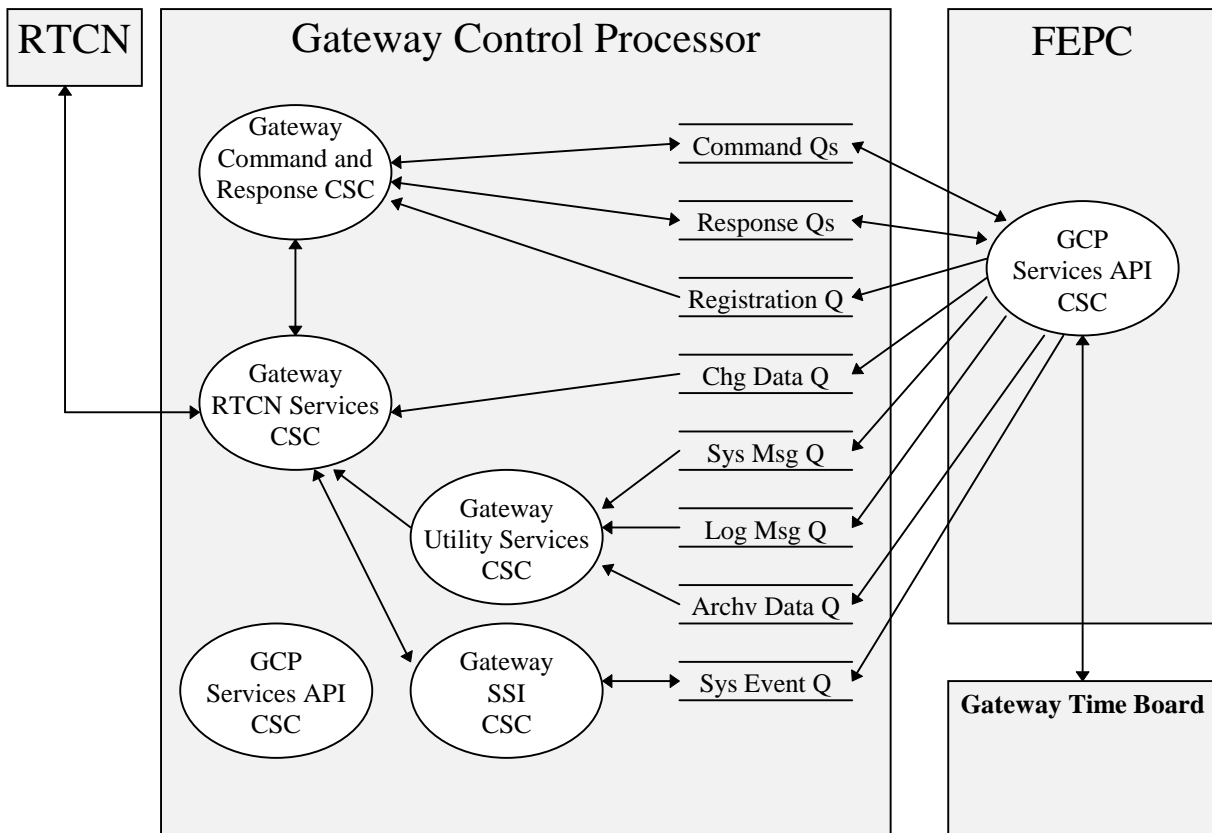 RTCN
Gateway Control Processor
FEPC
Gateway
Command and
Response CSC
Command Qs
Response Qs
GCP
Services API
CSC
Registration Q
Gateway
RTCN Services
CSC
Chg Data Q
Sys Msg Q
Gateway
Utility Services
CSC
Log Msg Q
Archv Data Q
GCP
Services API
CSC
Gateway
SSI
CSC
Sys Event Q
Gateway Time Board